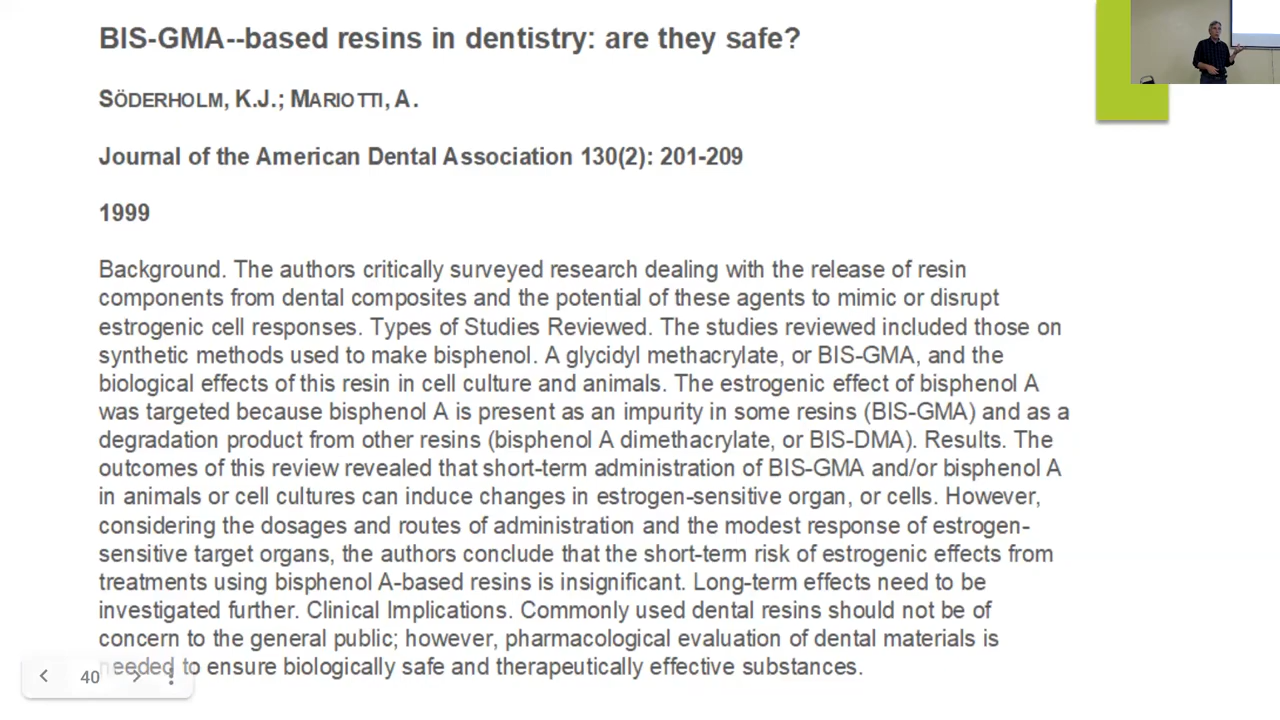 BIS-GMA--based resins in dentistry: are they safe?
SÖDERHOLM, K.J.; MARIOTTI, A.
Journal of the American Dental Association 130(2): 201-209
1999
Background. The authors critically surveyed research dealing with the release of resin
components from dental composites and the potential of these agents to mimic or disrupt
estrogenic cell responses. Types of Studies Reviewed. The studies reviewed included those on
synthetic methods used to make bisphenol. A glycidyl methacrylate, or BIS-GMA, and the
biological effects of this resin in cell culture and animals. The estrogenic effect of bisphenol A
was targeted because bisphenol A is present as an impurity in some resins (BIS-GMA) and as a
degradation product from other resins (bisphenol A dimethacrylate, or BIS-DMA). Results. The
outcomes of this review revealed that short-term administration of BIS-GMA and/or bisphenol A
in animals or cell cultures can induce changes in estrogen-sensitive organ, or cells. However,
considering the dosages and routes of administration and the modest response of estrogen-
sensitive target organs, the authors conclude that the short-term risk of estrogenic effects from
treatments using bisphenol A-based resins is insignificant. Long-term effects need to be
investigated further. Clinical Implications. Commonly used dental resins should not be of
concern to the general public; however, pharmacological evaluation of dental materials is
needed to ensure biologically safe and therapeutically effective substances.
40